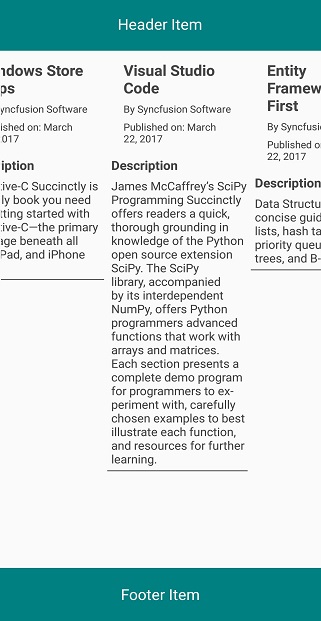 Header Item
ndows Store
ps
yncfusion Software
ished on: March
017
iption
ive-C Succinctly is
ly book you need
tting started with
tive-C—the primary
age beneath all
Pad, and iPhone
Visual Studio
Code
By Syncfusion Software
Published on: March
22, 2017
Description
James McCaffrey's SciPy
Programming Succinctly
offers readers a quick,
thorough grounding in
knowledge of the Python
open source extension
SciPy. The SciPy
library, accompanied
by its interdependent
NumPy, offers Python
programmers advanced
functions that work with
arrays and matrices.
Each section presents a
complete demo program
for programmers to ex-
periment with, carefully
chosen examples to best
illustrate each function,
and resources for further
learning.
Entity
Framew
First
By Syncfusi
Published o
22, 2017
Description
Data Structu
concise guid
lists, hash ta
priority queu
trees, and B-
Footer Item